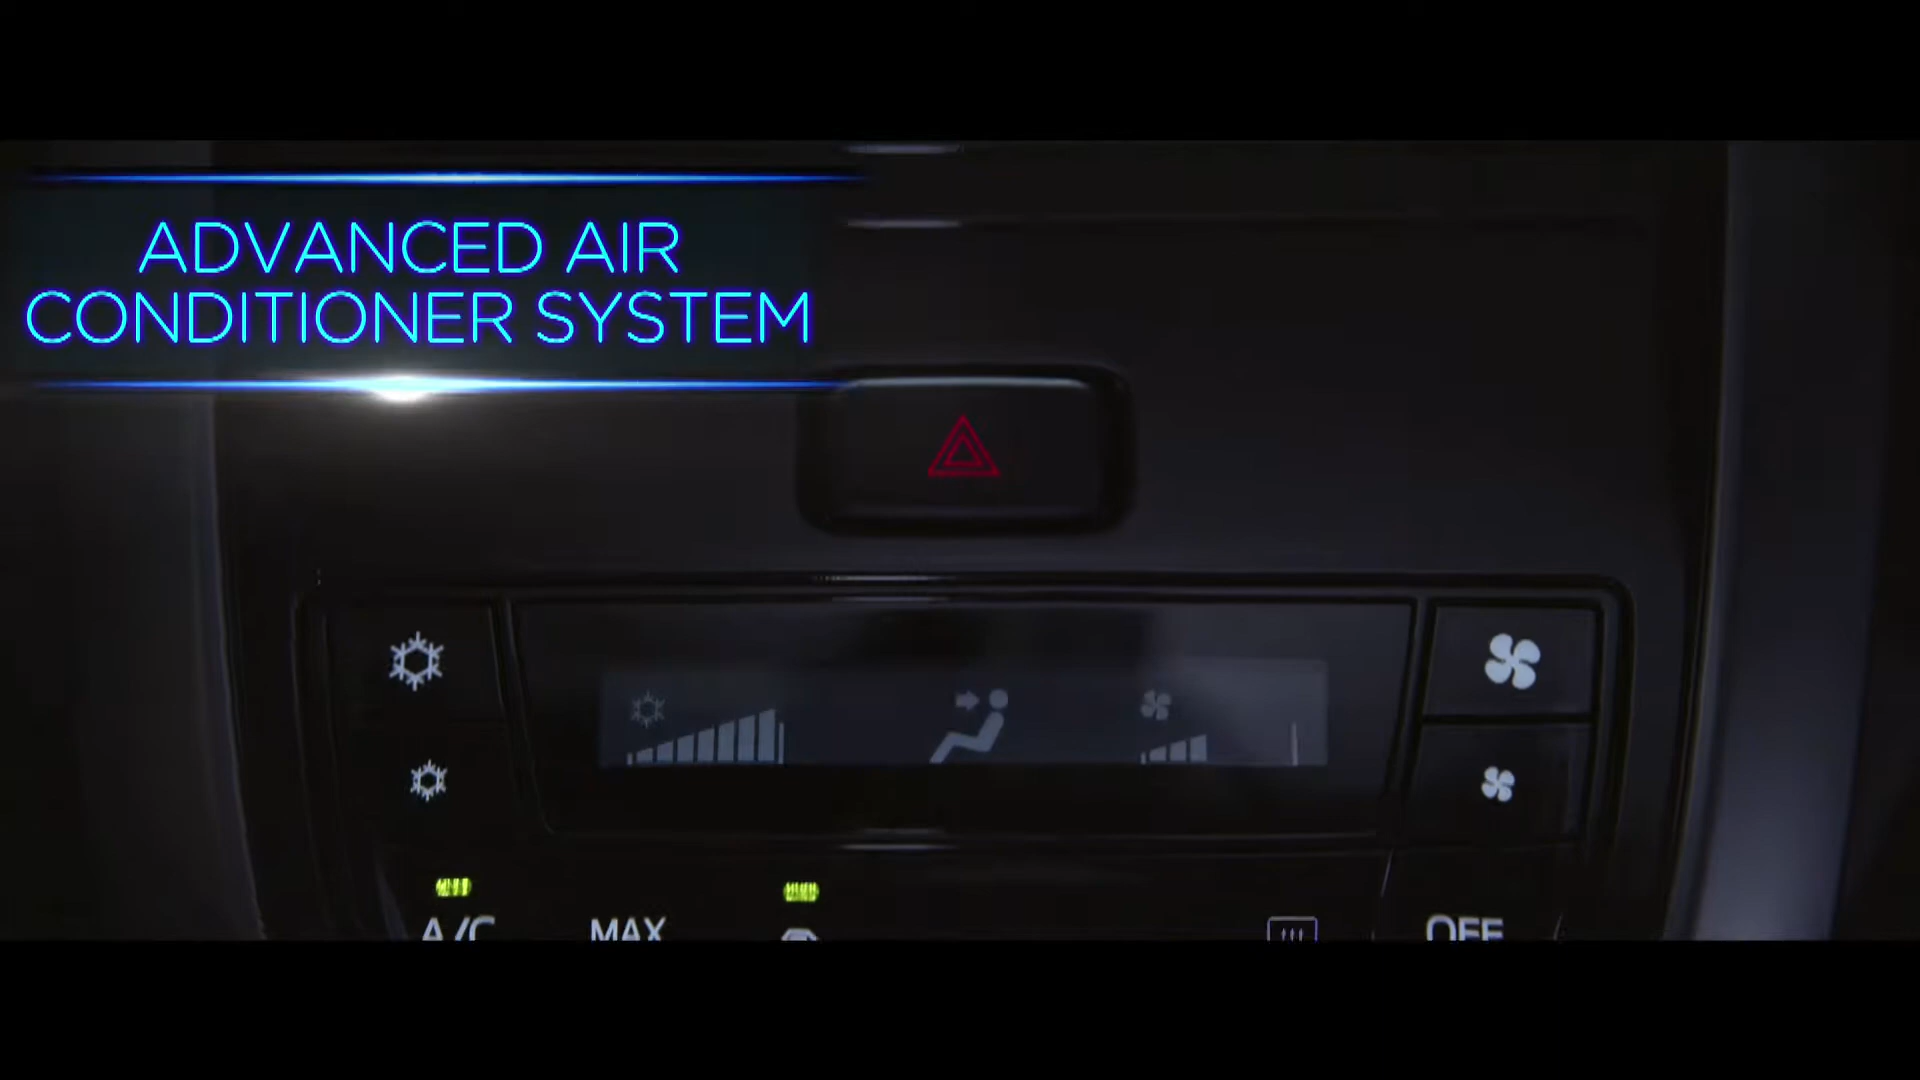 ADVANCED AIR
CONDITIONER SYSTEM
A/C
MAX
OFF